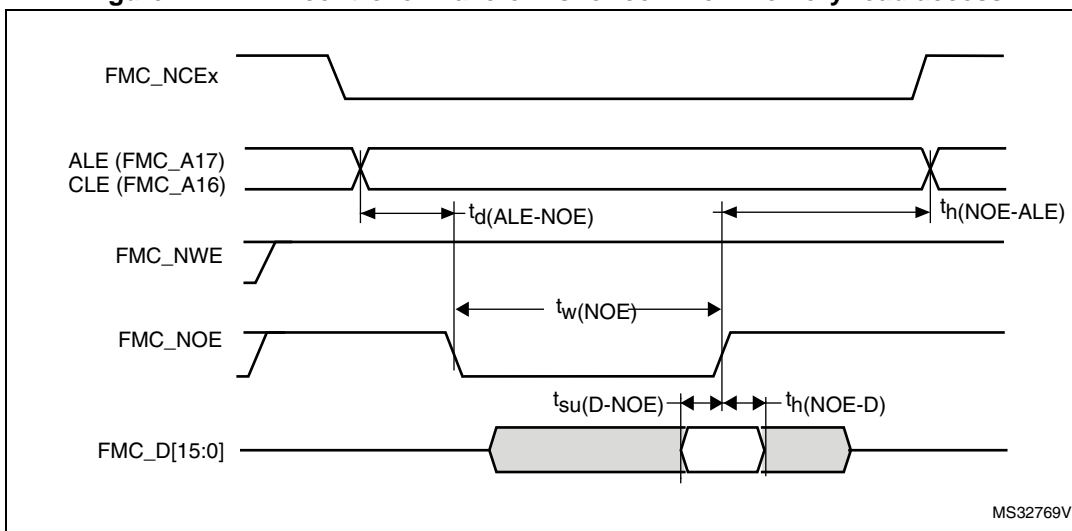 FMC_NCEx
ALE (FMC_A17)
CLE (FMC_A16)
td(ALE-NOE)
th(NOE-ALE)
FMC_NWE
tw(NOE)
FMC_NOE
tsu(D-NOE)
th(NOE-D)
FMC_D[15:0]